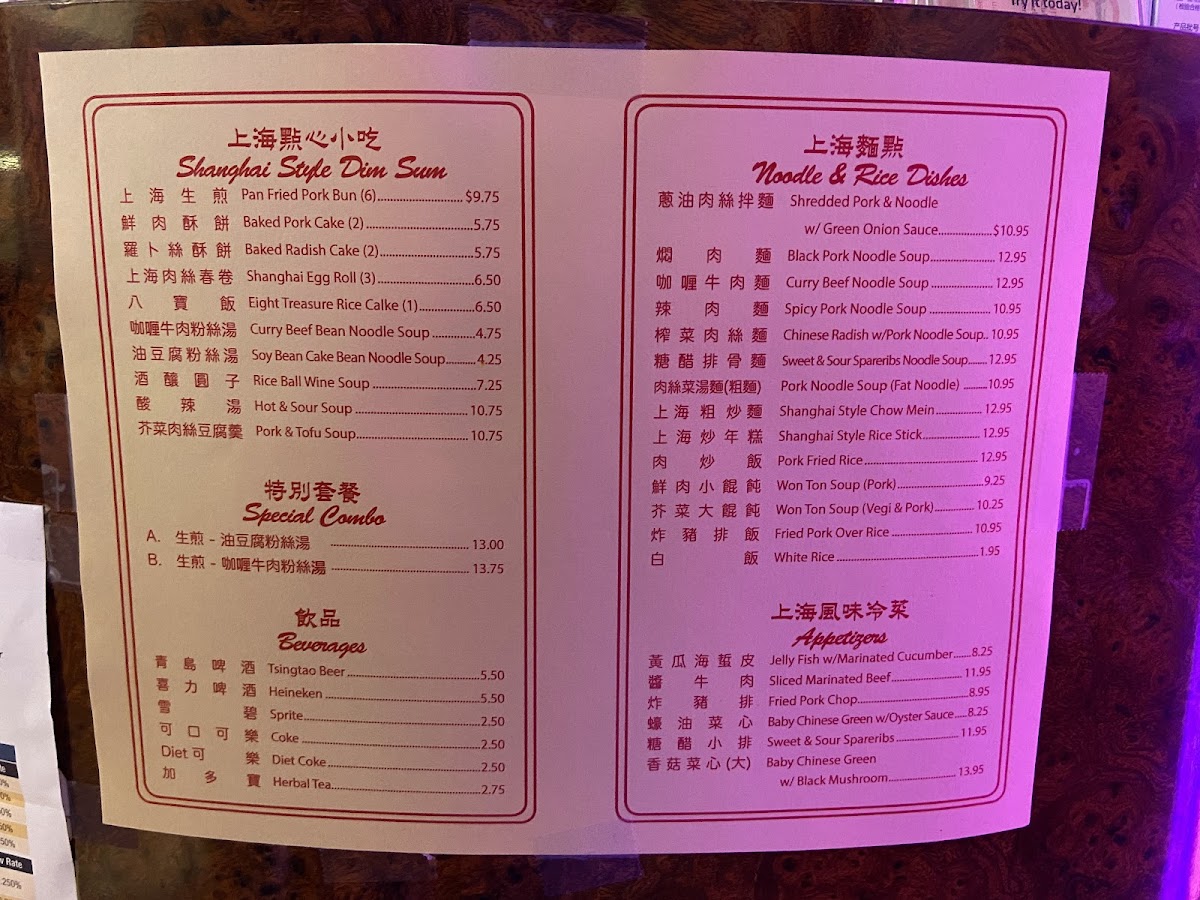 Try it today!
产品批号
上海點心小吃
Shanghai Style Dim Sum
上海生煎 Pan Fried Pork Bun (6) $9.75
鮮肉酥餅 Baked Pork Cake (2) 5.75
羅卜絲酥餅 Baked Radish Cake (2) 5.75
上海肉絲春卷 Shanghai Egg Roll (3) 6.50
八寶飯 Eight Treasure Rice Calke (1) 6.50
咖喱牛肉粉絲湯 Curry Beef Bean Noodle Soup 4.75
油豆腐粉絲湯 Soy Bean Cake Bean Noodle Soup 4.25
酒釀圓子 Rice Ball Wine Soup 7.25
酸辣湯 Hot & Sour Soup 10.75
芥菜肉絲豆腐羹 Pork & Tofu Soup 10.75
特別套餐
Special Combo
A. 生煎 - 油豆腐粉絲湯 13.00
B. 生煎 - 咖喱牛肉粉絲湯 13.75
飲品
Beverages
青島啤酒 Tsingtao Beer 5.50
喜力啤酒 Heineken 5.50
雪碧 Sprite 2.50
可口可樂 Coke 2.50
Diet可樂 Diet Coke 2.50
加多寶 Herbal Tea 2.75
上海麵點
Noodle & Rice Dishes
蔥油肉絲拌麵 Shredded Pork & Noodle
w/ Green Onion Sauce $10.95
燜肉麵 Black Pork Noodle Soup 12.95
咖喱牛肉麵 Curry Beef Noodle Soup 12.95
辣肉麵 Spicy Pork Noodle Soup 10.95
榨菜肉絲麵 Chinese Radish w/Pork Noodle Soup 10.95
糖醋排骨麵 Sweet & Sour Spareribs Noodle Soup 12.95
肉絲菜湯麵(粗麵) Pork Noodle Soup (Fat Noodle) 10.95
上海粗炒麵 Shanghai Style Chow Mein 12.95
上海炒年糕 Shanghai Style Rice Stick 12.95
肉炒飯 Pork Fried Rice 12.95
鮮肉小餛飩 Won Ton Soup (Pork) 9.25
芥菜大餛飩 Won Ton Soup (Vegi & Pork) 10.25
炸豬排飯 Fried Pork Over Rice 10.95
白飯 White Rice 1.95
上海風味冷菜
Appetizers
黃瓜海蜇皮 Jelly Fish w/Marinated Cucumber 8.25
醬牛肉 Sliced Marinated Beef 11.95
炸豬排 Fried Pork Chop 8.95
蠔油菜心 Baby Chinese Green w/Oyster Sauce 8.25
糖醋小排 Sweet & Sour Spareribs 11.95
香菇菜心(大) Baby Chinese Green
w/ Black Mushroom 13.95
50%
w Rate
250%